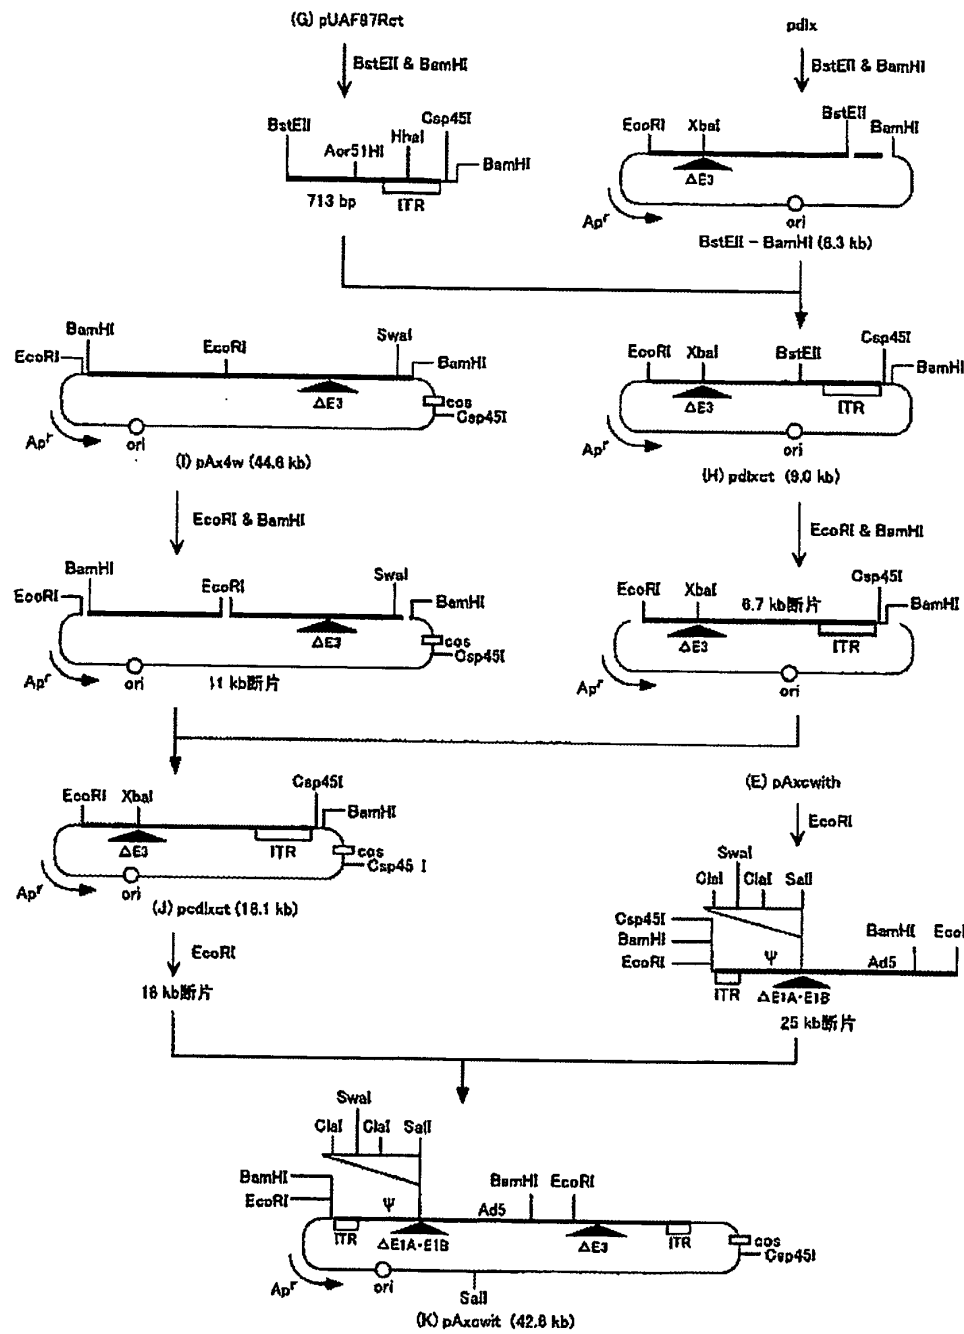 (G) pUAF97Rct
pdlx
BstEII & BamHI
BstEII & BamHI
BstEII
Aor51HI
HhaI
Csp45I
BamHI
713 bp
ITR
EcoRI
XbaI
BstEII
BamHI
ΔE3
Apʳ
ori
BstEII – BamHI (8.3 kb)
BamHI
EcoRI
EcoRI
SwaI
BamHI
ΔE3
cos
Csp45I
Apʳ
ori
(I) pAx4w (44.6 kb)
EcoRI
XbaI
BstEII
Csp45I
BamHI
ΔE3
ITR
Apʳ
ori
(H) pdlxct (9.0 kb)
EcoRI & BamHI
EcoRI & BamHI
BamHI
EcoRI
EcoRI
SwaI
BamHI
ΔE3
cos
Csp45I
Apʳ
ori
11 kb断片
EcoRI
XbaI
6.7 kb断片
Csp45I
BamHI
ΔE3
ITR
Apʳ
ori
EcoRI
XbaI
Csp45I
BamHI
ΔE3
ITR
cos
Csp45 I
Apʳ
ori
(J) pcdlxct (18.1 kb)
EcoRI
18 kb断片
(E) pAxcwith
EcoRI
SwaI
ClaI
ClaI
SalI
Csp45I
BamHI
EcoRI
Ψ
Ad5
BamHI
EcoI
ITR
ΔE1A·E1B
25 kb断片
SwaI
ClaI
ClaI
SalI
BamHI
EcoRI
Ψ
Ad5
BamHI
EcoRI
ITR
ΔE1A·E1B
ΔE3
ITR
cos
Csp45I
Apʳ
ori
SalI
(K) pAxcwit (42.6 kb)